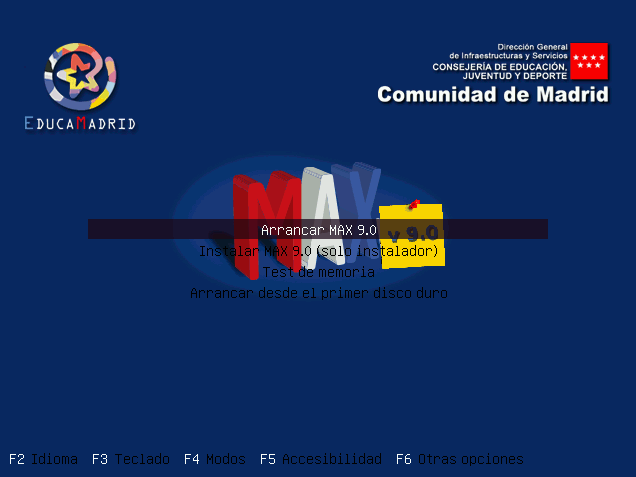 Dirección General
de Infraestructuras y Servicios
CONSEJERÍA DE EDUCACIÓN,
JUVENTUD Y DEPORTE
Comunidad de Madrid
EDUCAMADRID
MAX
v 9.0
Arrancar MAX 9.0
Instalar MAX 9.0 (solo instalador)
Test de memoria
Arrancar desde el primer disco duro
F2 Idioma F3 Teclado F4 Modos F5 Accesibilidad F6 Otras opciones